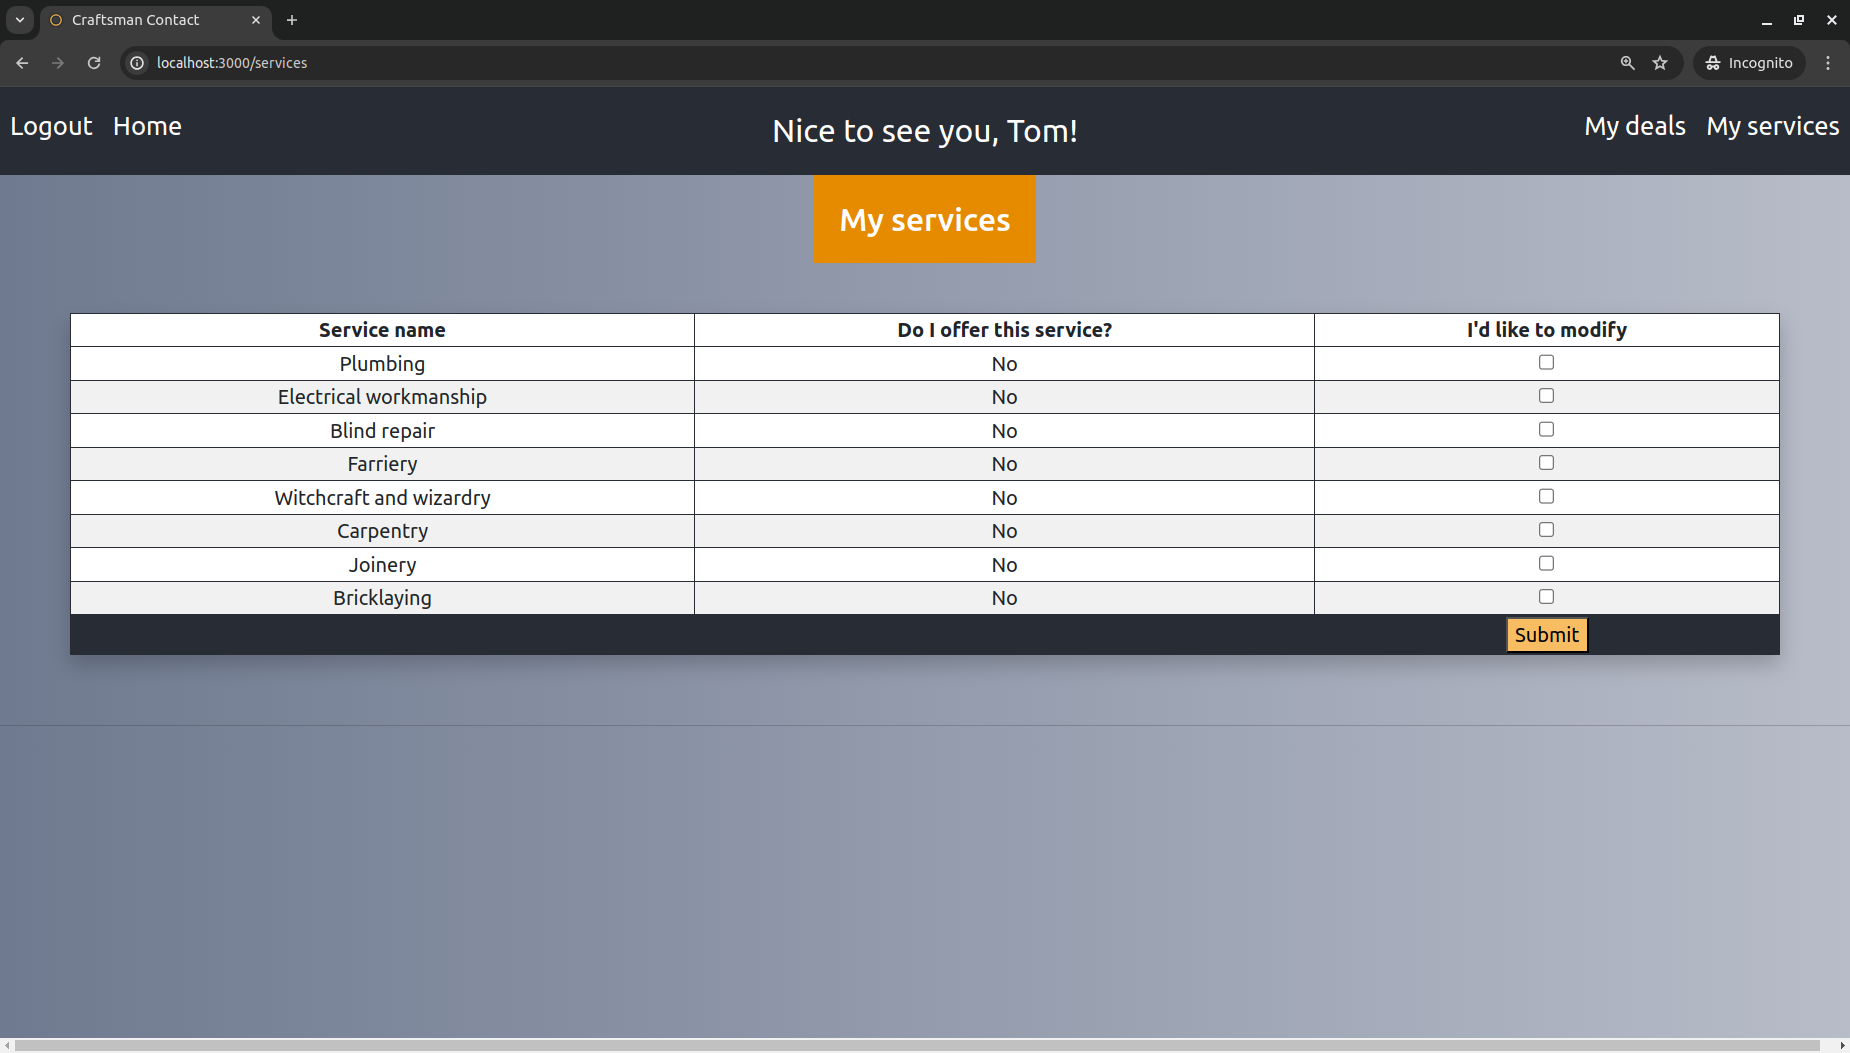 Craftsman Contact
localhost:3000/services
Incognito
Logout Home Nice to see you, Tom! My deals My services
My services
Service name Do I offer this service? I'd like to modify
Plumbing No
Electrical workmanship No
Blind repair No
Farriery No
Witchcraft and wizardry No
Carpentry No
Joinery No
Bricklaying No
Submit